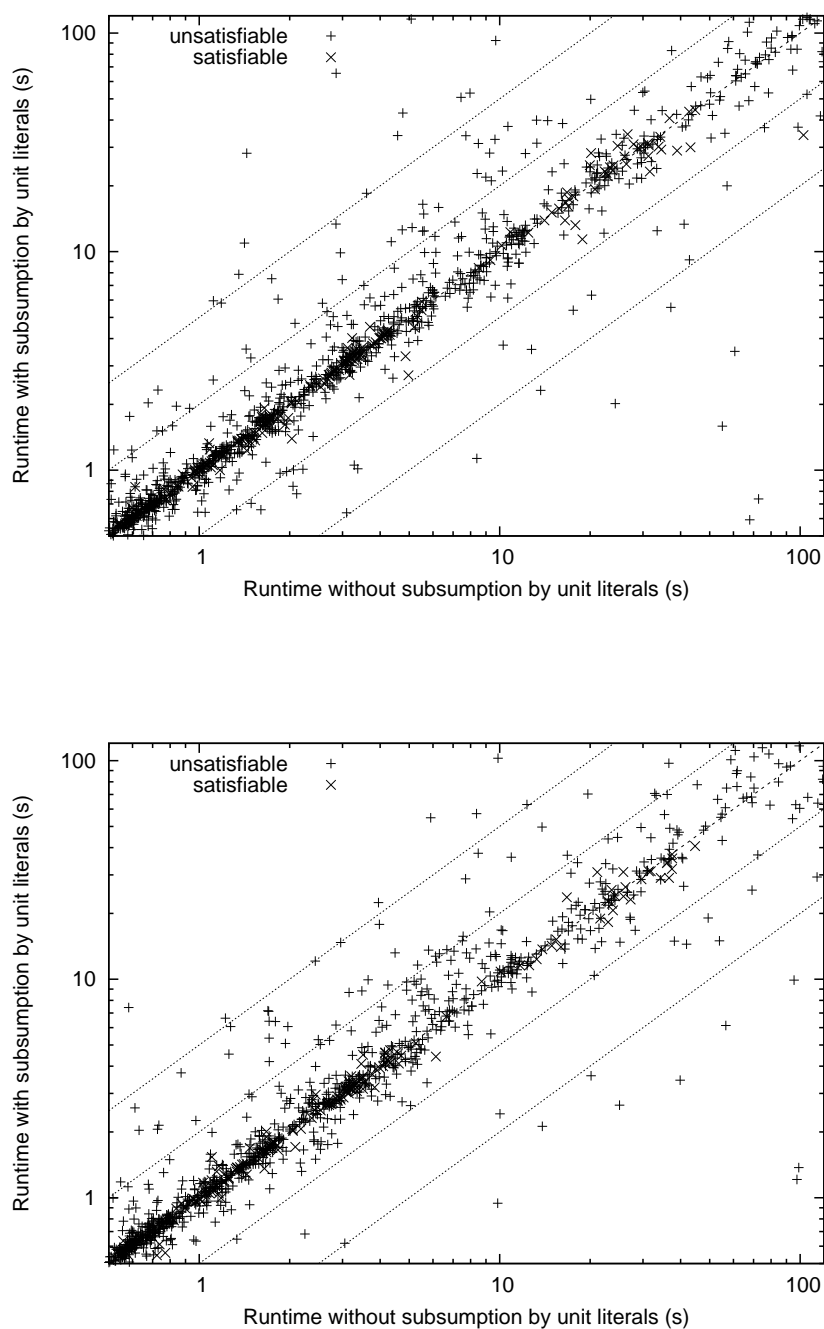 100
unsatisfiable
satisfiable
10
1
1 10 100
Runtime with subsumption by unit literals (s)
Runtime without subsumption by unit literals (s)
100
unsatisfiable
satisfiable
10
1
1 10 100
Runtime with subsumption by unit literals (s)
Runtime without subsumption by unit literals (s)